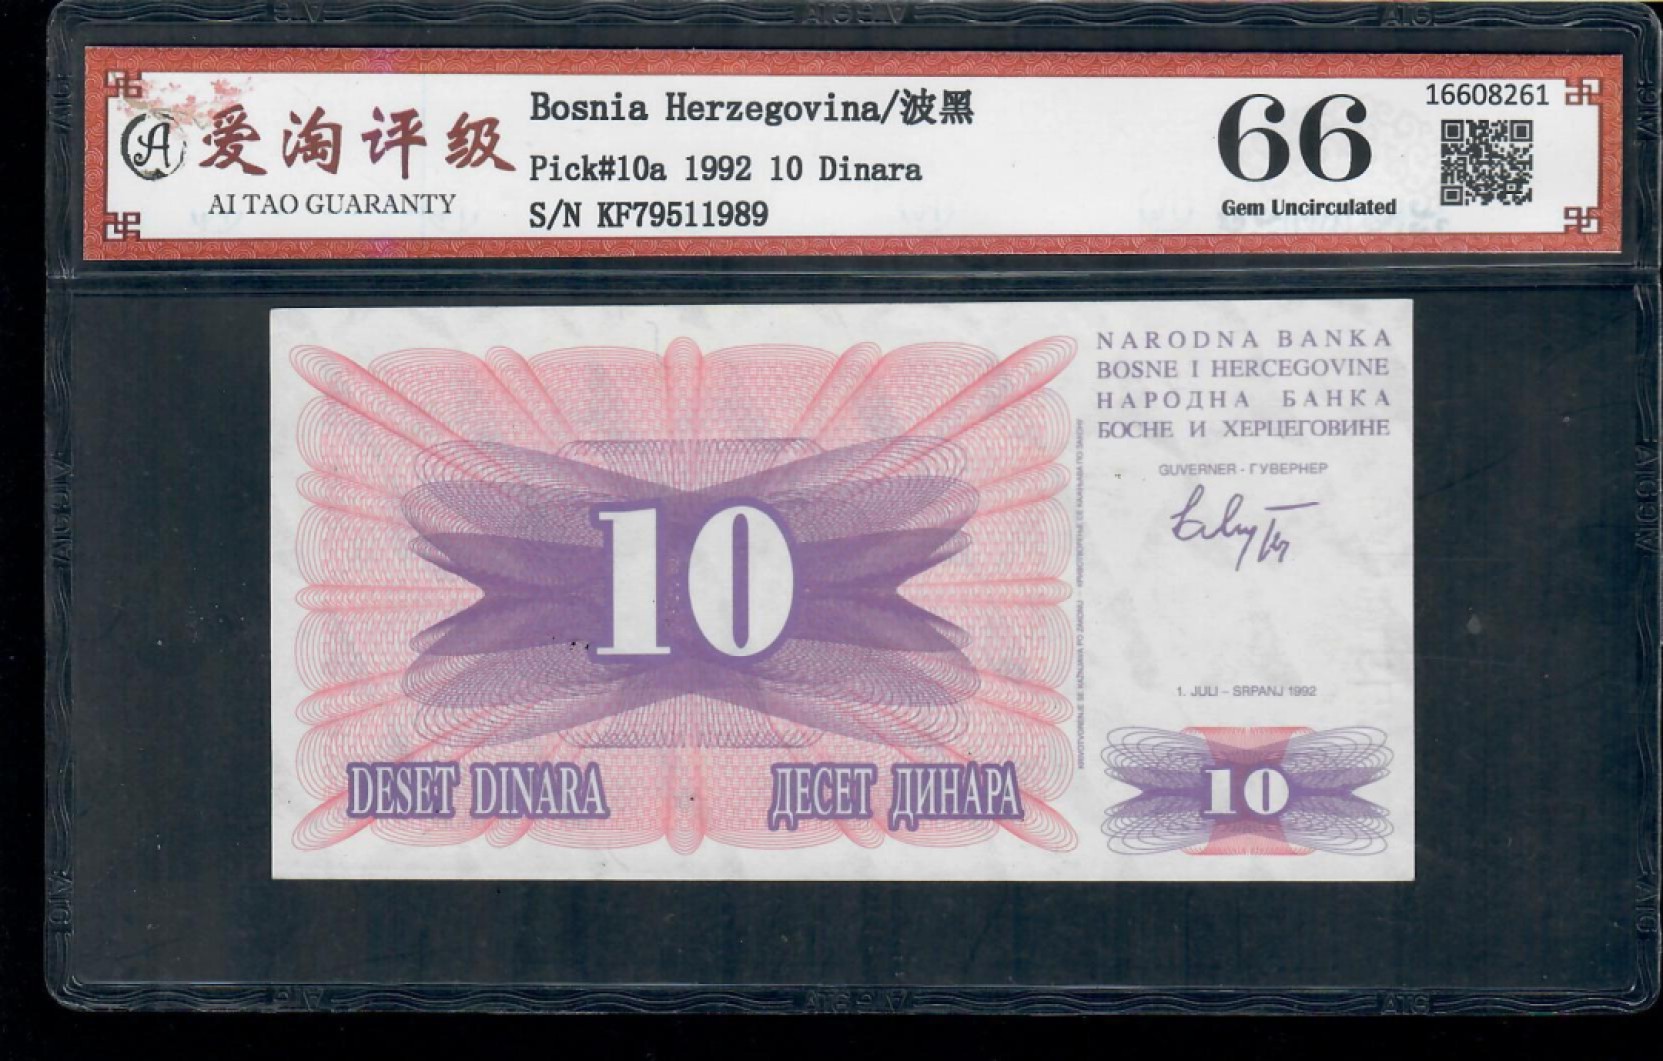 爱淘评级
AI TAO GUARANTY
Bosnia Herzegovina/波黑
Pick#10a 1992 10 Dinara
S/N KF79511989
66
Gem Uncirculated
16608261
NARODNA BANKA
BOSNE I HERCEGOVINE
НАРОДНА БАНКА
БОСНЕ И ХЕРЦЕГОВИНЕ
GUVERNER - ГУВЕРНЕР
1. JULI – SRPANJ 1992
10
DESET DINARA
ДЕСЕТ ДИНАРА
10